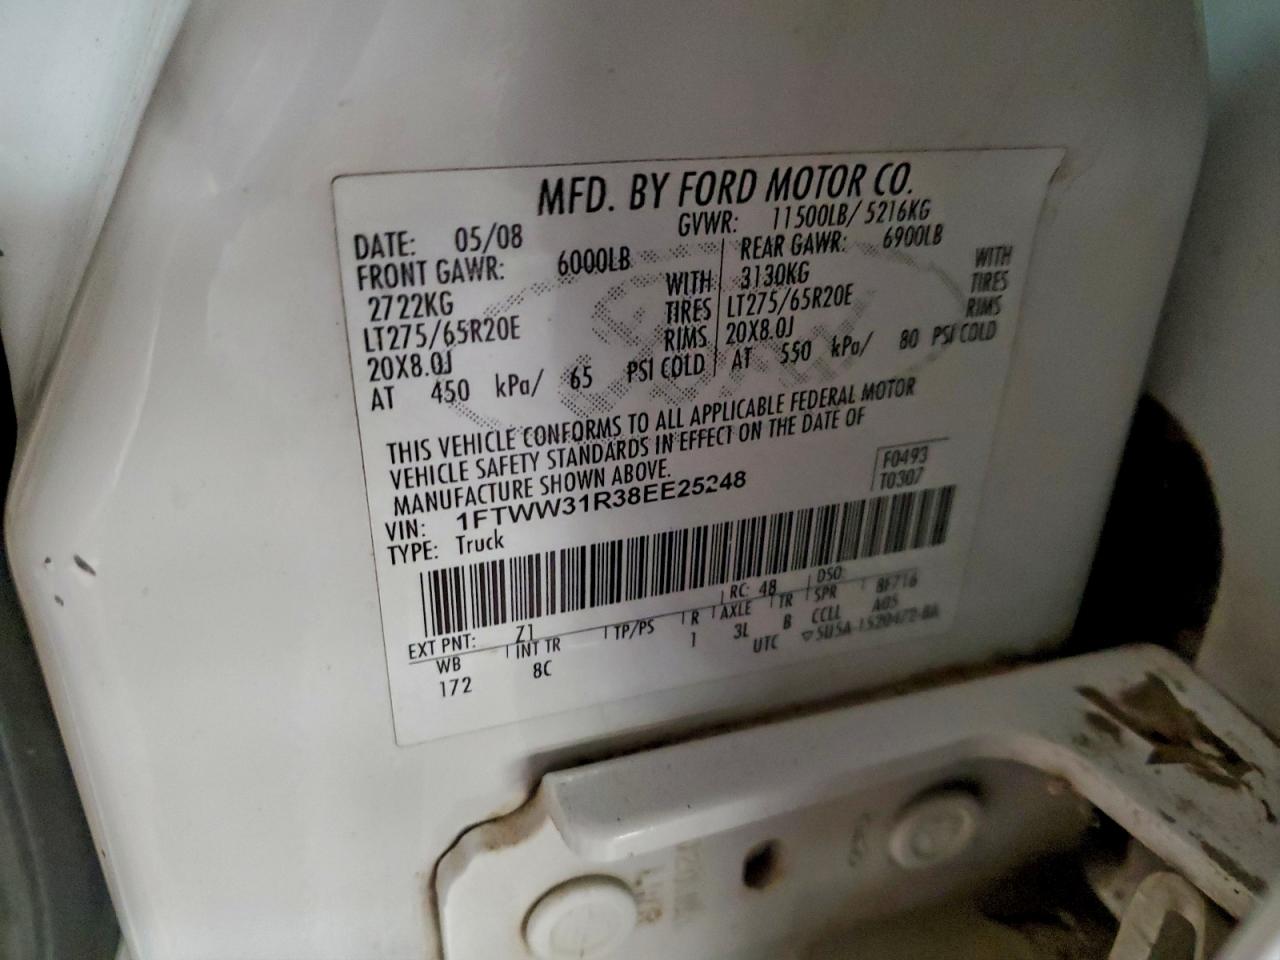 MFD. BY FORD MOTOR CO.
DATE: 05/08 GVWR: 11500LB/ 5216KG
FRONT GAWR: 6000LB REAR GAWR: 6900LB
2722KG WITH 3130KG WITH
LT275/65R20E TIRES LT275/65R20E TIRES
20X8.0J RIMS 20X8.0J RIMS
AT 450 kPa/ 65 PSI COLD AT 550 kPa/ 80 PSI COLD
THIS VEHICLE CONFORMS TO ALL APPLICABLE FEDERAL MOTOR
VEHICLE SAFETY STANDARDS IN EFFECT ON THE DATE OF
MANUFACTURE SHOWN ABOVE.
F0493
VIN: 1FTWW31R38EE25248 T0307
TYPE: Truck
EXT PNT: Z1 RC: 48 DSO:
WB INT TR TP/PS R AXLE TR SPR 8F716
172 8C 1 3L B CCLL A05
UTC